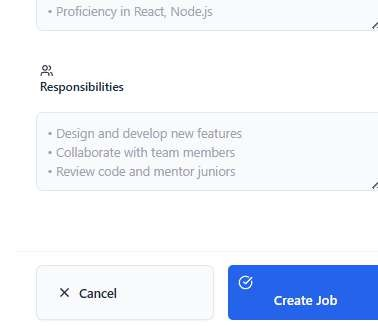 • Proficiency in React, Node.js
Responsibilities
• Design and develop new features
• Collaborate with team members
• Review code and mentor juniors
Cancel
Create Job